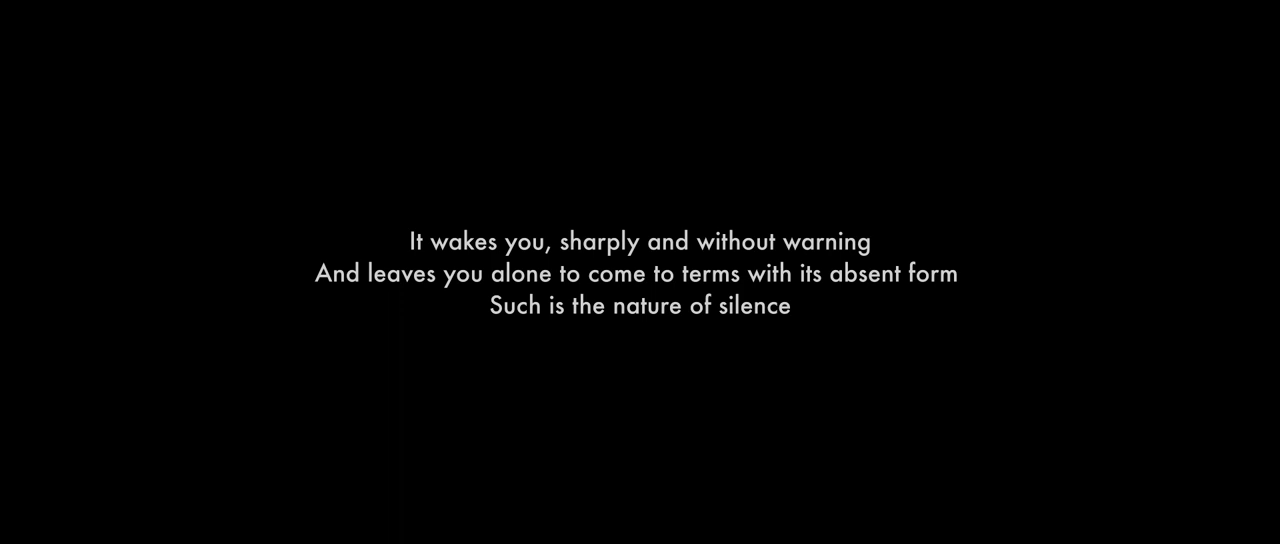 It wakes you, sharply and without warning
And leaves you alone to come to terms with its absent form
Such is the nature of silence